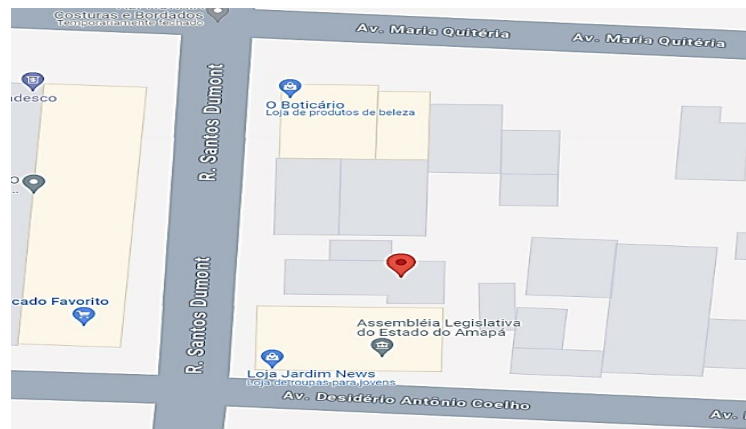 Costuras e Bordados
Temporariamente fechado
Av. Maria Quitéria
Av. Maria Quitéria
R. Santos Dumont
adesco
O Boticário
Loja de produtos de beleza
R. Santos Dumont
cado Favorito
Assembléia Legislativa
do Estado do Amapá
Loja Jardim News
Loja de roupas para jovens
Av. Desidério Antônio Coelho
Av.